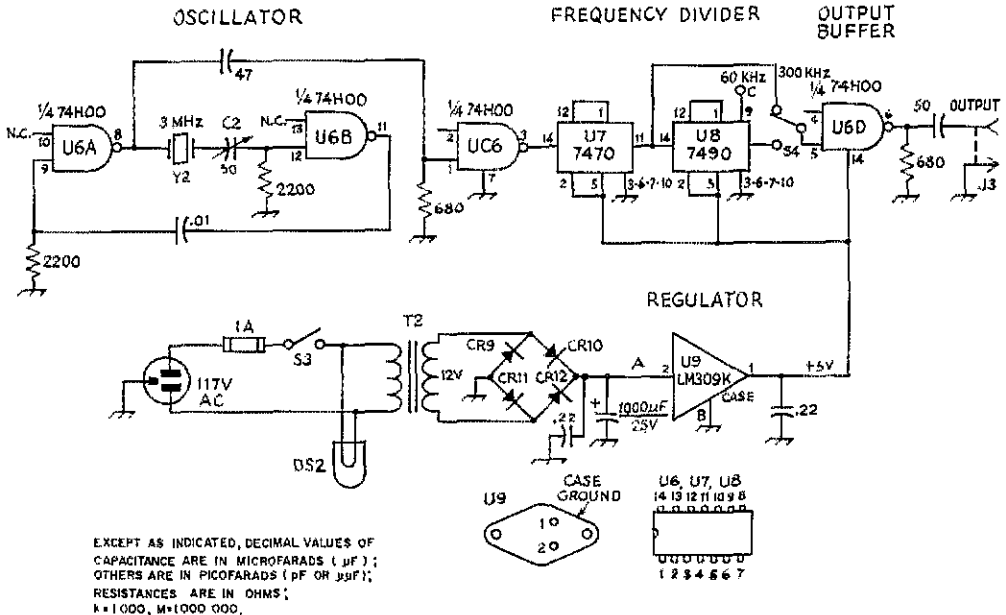 OSCILLATOR
FREQUENCY DIVIDER
OUTPUT
BUFFER
47
1/4 74H00
N.C.
10
9
8
U6A
3 MHz
Y2
C2
50
1/4 74H00
N.C.
13
12
11
U6B
2200
.01
2200
1/4 74H00
2
1
3
7
UC6
680
14
12
1
U7
7470
11
2
5
3-6-7-10
14
12
1
U8
7490
2
5
3-6-7-10
9
60 KHz
C
300 KHz
S4
1/4 74H00
4
5
6
14
U6D
50
OUTPUT
680
J3
REGULATOR
117V
AC
1A
S3
DS2
T2
12V
CR9
CR10
CR11
CR12
.22
A
+
1000µF
25V
2
U9
LM309K
1
CASE
B
+5V
.22
U9
CASE
GROUND
1
2
U6, U7, U8
14 13 12 11 10 9 8
1 2 3 4 5 6 7
EXCEPT AS INDICATED, DECIMAL VALUES OF
CAPACITANCE ARE IN MICROFARADS ( µF ) ;
OTHERS ARE IN PICOFARADS ( pF OR µµF ) ;
RESISTANCES ARE IN OHMS ;
k = 1000, M = 1000 000.